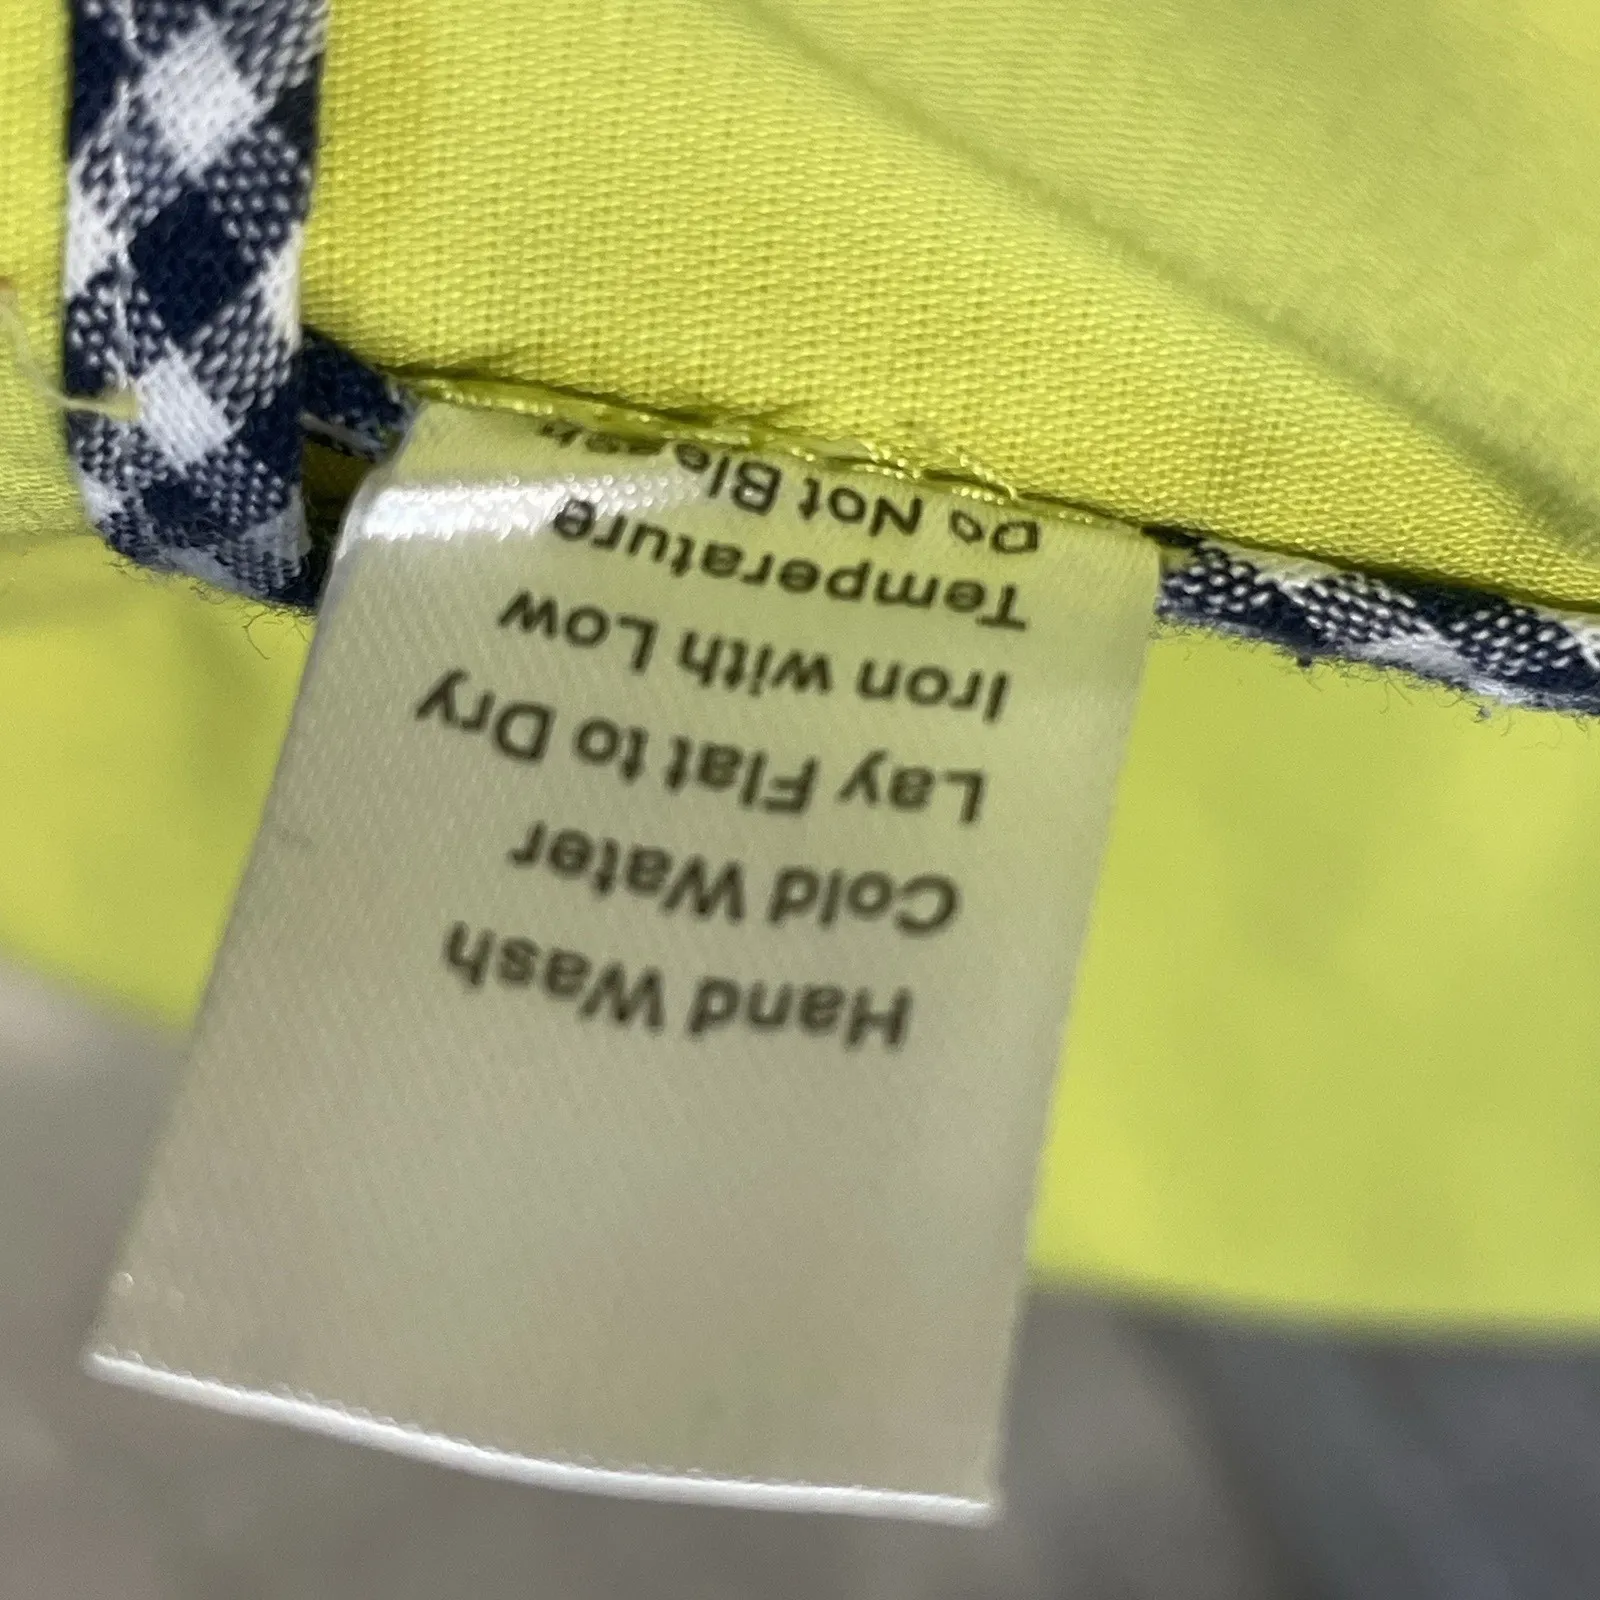 Hand Wash
Cold Water
Lay Flat to Dry
Iron with Low
Temperature
Do Not Bleach